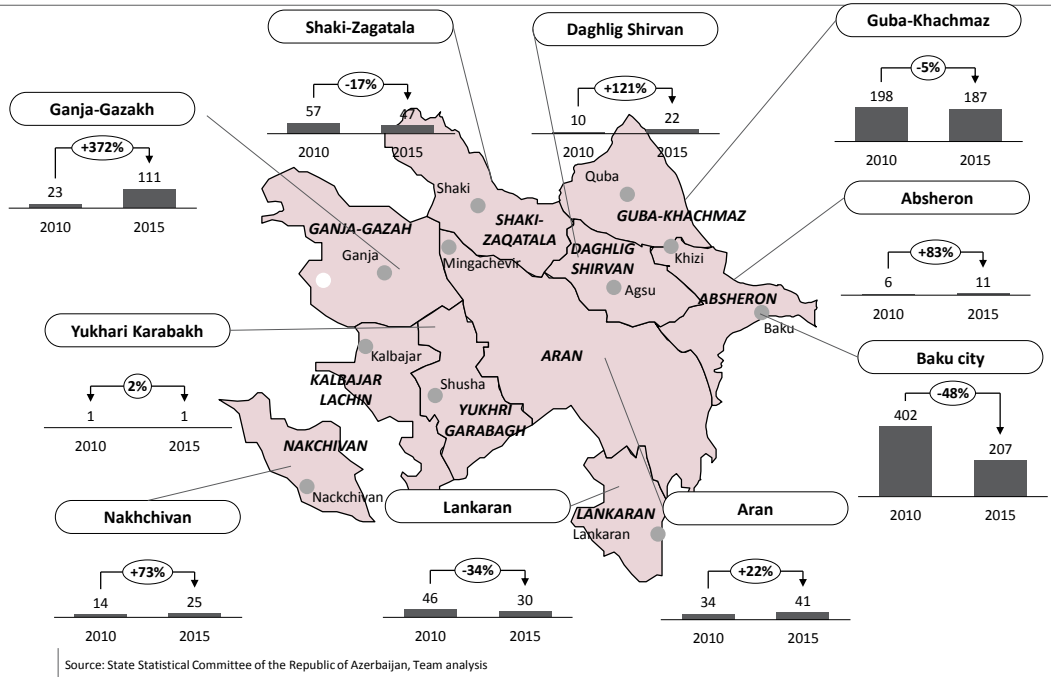 Shaki-Zagatala
Daghlig Shirvan
Guba-Khachmaz
-17%
57
47
2010
2015
+121%
10
22
2010
2015
-5%
198
187
2010
2015
Ganja-Gazakh
+372%
23
111
2010
2015
Absheron
+83%
6
11
2010
2015
Quba
Shaki
GUBA-KHACHMAZ
SHAKI-
ZAQATALA
GANJA-GAZAH
DAGHLIG
SHIRVAN
Ganja
Mingachevir
Khizi
Agsu
ABSHERON
Baku
Yukhari Karabakh
2%
1
1
2010
2015
Kalbajar
ARAN
KALBAJAR
LACHIN
Shusha
YUKHRI
GARABAGH
Baku city
-48%
402
207
2010
2015
NAKCHIVAN
Nackchivan
Nakhchivan
+73%
14
25
2010
2015
Lankaran
LANKARAN
Lankaran
-34%
46
30
2010
2015
Aran
+22%
34
41
2010
2015
Source: State Statistical Committee of the Republic of Azerbaijan, Team analysis